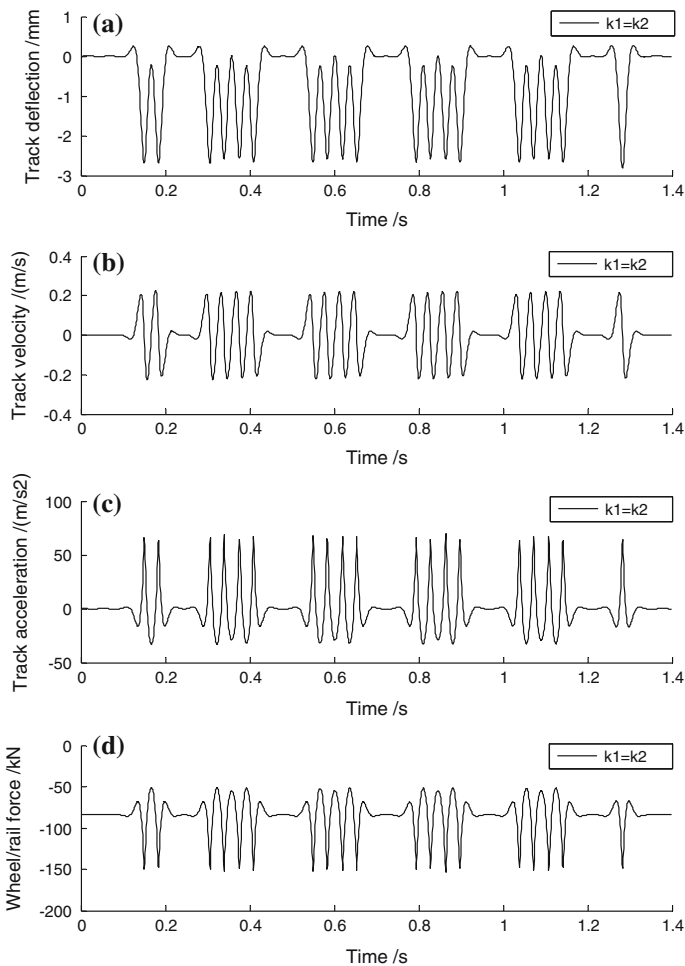 (a)
k1=k2
Track deflection /mm
1
0
-1
-2
-3
0 0.2 0.4 0.6 0.8 1 1.2 1.4
Time /s
(b)
k1=k2
Track velocity /(m/s)
0.4
0.2
0
-0.2
-0.4
0 0.2 0.4 0.6 0.8 1 1.2 1.4
Time /s
(c)
k1=k2
Track acceleration /(m/s2)
100
50
0
-50
0 0.2 0.4 0.6 0.8 1 1.2 1.4
Time /s
(d)
k1=k2
Wheel/rail force /kN
0
-50
-100
-150
-200
0 0.2 0.4 0.6 0.8 1 1.2 1.4
Time /s